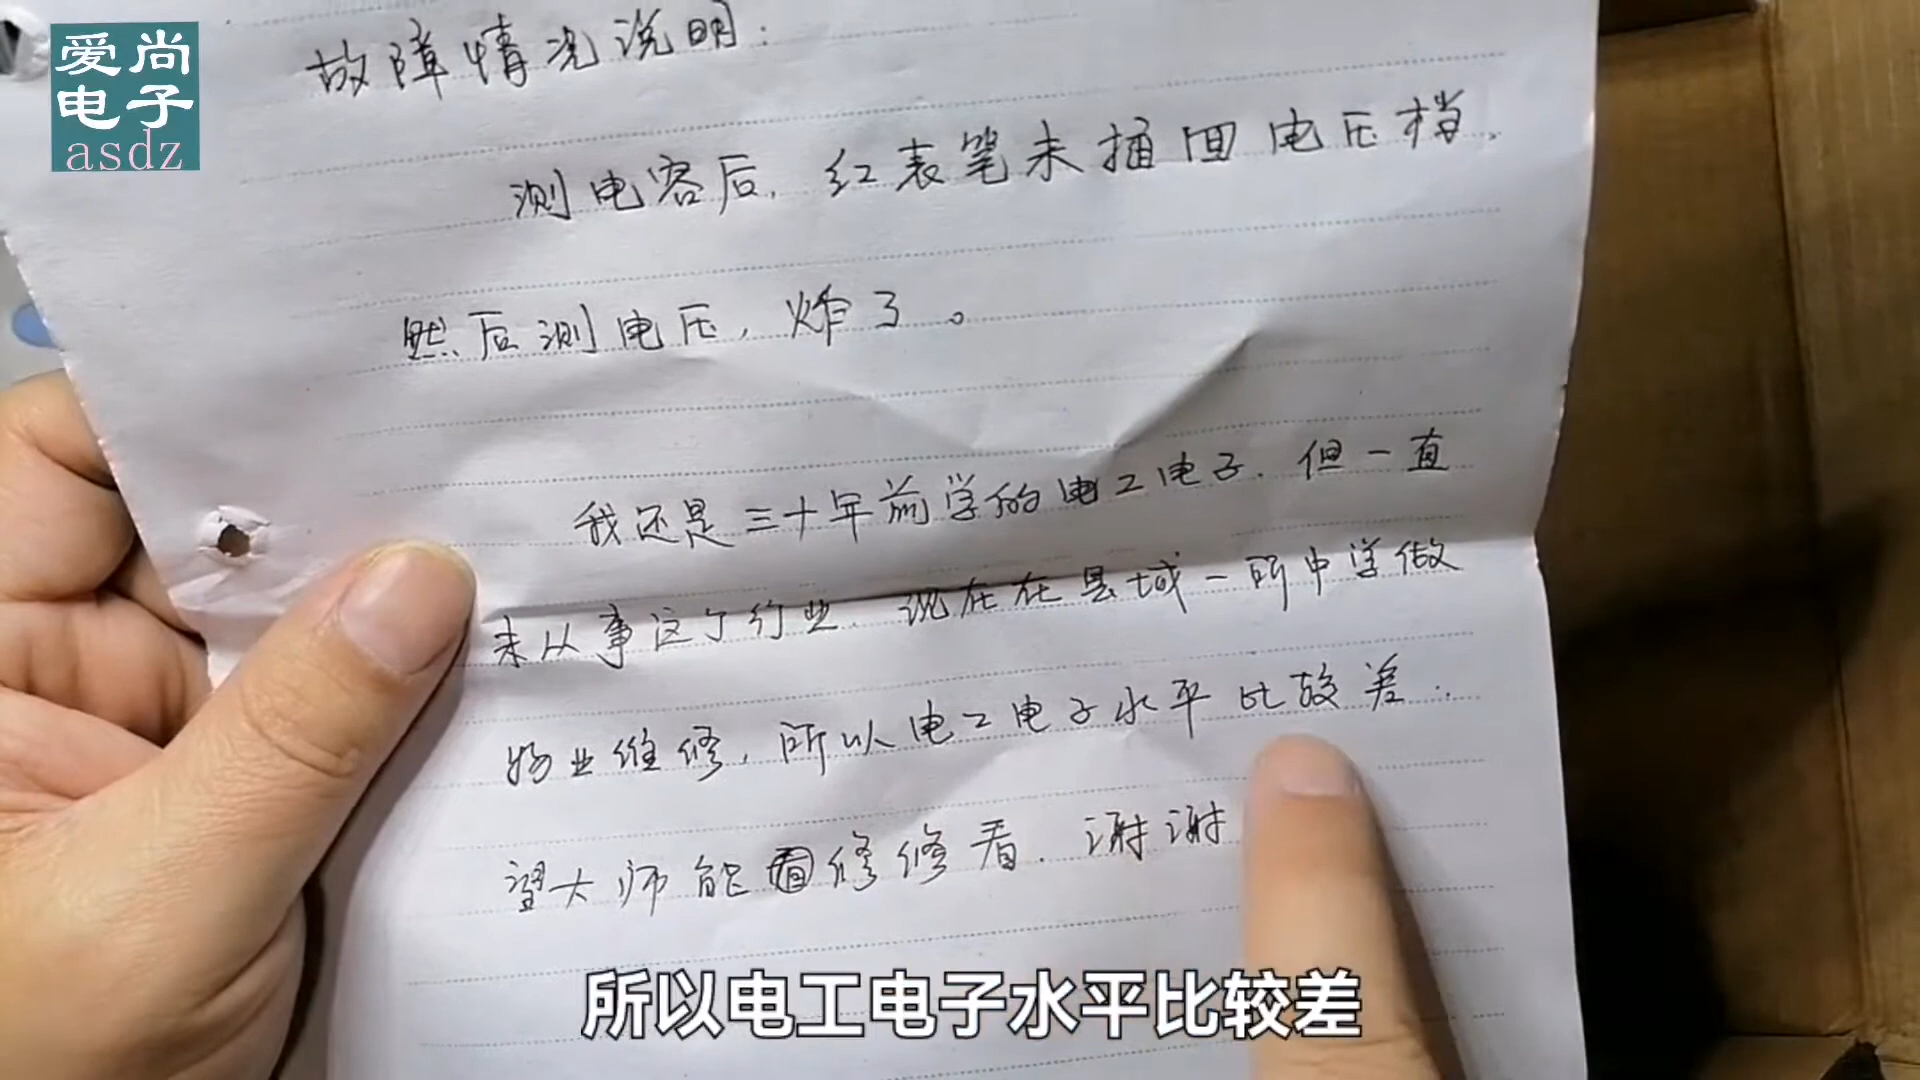 爱尚
电子
asdz
故障情况说明：
测电容后，红表笔未插回电压档，
然后测电压，炸了。
我还是三十年前学的电工电子，但一直
未从事这个行业，现在在县城一所中学做
物业维修，所以电工电子水平比较差．
望大师能修修看．谢谢
所以电工电子水平比较差